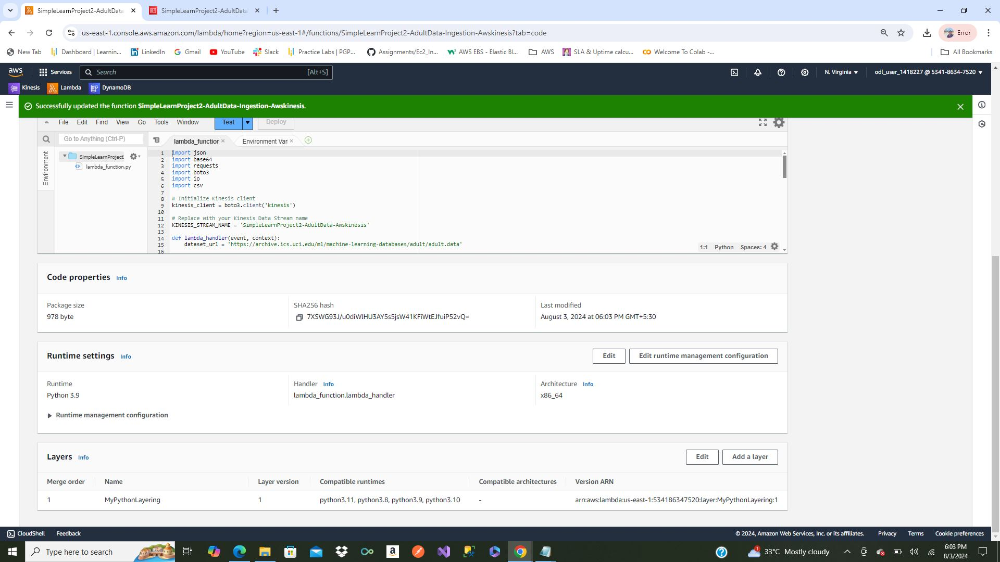 SimpleLearnProject2-AdultData
SimpleLearnProject2-AdultData
us-east-1.console.aws.amazon.com/lambda/home?region=us-east-1#/functions/SimpleLearnProject2-AdultData-Ingestion-Awskinesis?tab=code
Error
New Tab
Dashboard | Learnin...
LinkedIn
Gmail
YouTube
Slack
Practice Labs | PGP...
Assignments/Ec2_In...
AWS EBS - Elastic Bl...
AWS
SLA & Uptime calcu...
Welcome To Colab -...
All Bookmarks
aws
Services
Search
[Alt+S]
N. Virginia
odl_user_1418227 @ 5341-8634-7520
Kinesis
Lambda
DynamoDB
Successfully updated the function SimpleLearnProject2-AdultData-Ingestion-Awskinesis.
File Edit Find View Go Tools Window
Test
Deploy
Go to Anything (Ctrl-P)
lambda_function
Environment Var
Environment
SimpleLearnProject
lambda_function.py
1 import json
2 import base64
3 import requests
4 import boto3
5 import io
6 import csv
7
8 # Initialize Kinesis client
9 kinesis_client = boto3.client('kinesis')
10
11 # Replace with your Kinesis Data Stream name
12 KINESIS_STREAM_NAME = 'SimpleLearnProject2-AdultData-Awskinesis'
13
14 def lambda_handler(event, context):
15 dataset_url = 'https://archive.ics.uci.edu/ml/machine-learning-databases/adult/adult.data'
16
1:1 Python Spaces: 4
Code properties Info
Package size
978 byte
SHA256 hash
7XSWG93J/u0diWlHU3AY5s5jsW41KFiWtEJfuiP52vQ=
Last modified
August 3, 2024 at 06:03 PM GMT+5:30
Runtime settings Info
Edit
Edit runtime management configuration
Runtime
Python 3.9
Handler Info
lambda_function.lambda_handler
Architecture Info
x86_64
Runtime management configuration
Layers Info
Edit
Add a layer
Merge order Name Layer version Compatible runtimes Compatible architectures Version ARN
1 MyPythonLayering 1 python3.11, python3.8, python3.9, python3.10 - arn:aws:lambda:us-east-1:534186347520:layer:MyPythonLayering:1
CloudShell Feedback
© 2024, Amazon Web Services, Inc. or its affiliates. Privacy Terms Cookie preferences
Type here to search
33°C Mostly cloudy
6:03 PM
8/3/2024